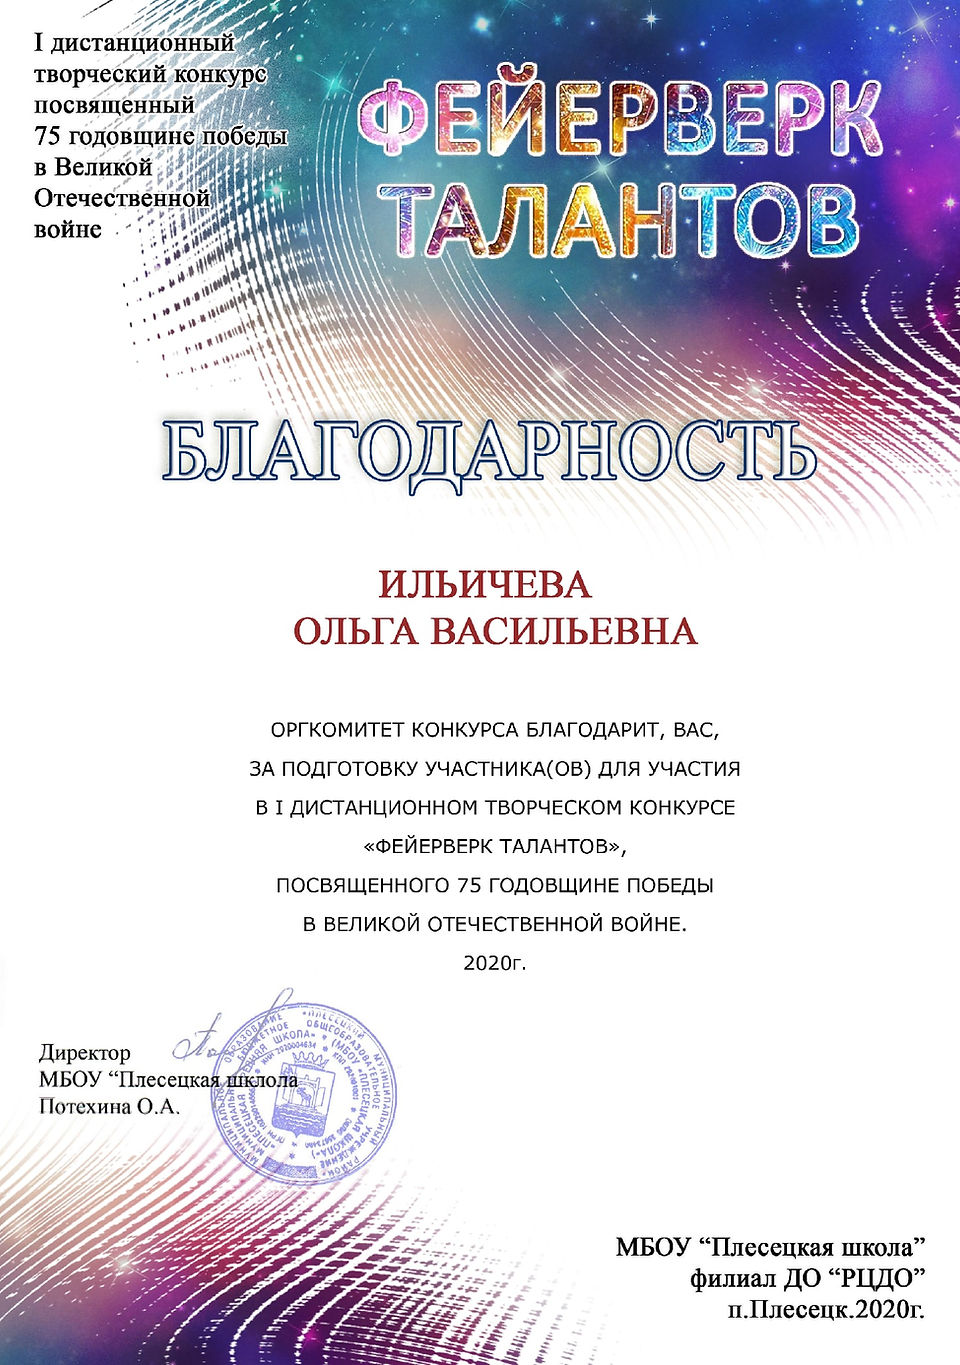 I дистанционный
творческий конкурс
посвященный
75 годовщине победы
в Великой
Отечественной
войне
ФЕЙЕРВЕРК
ТАЛАНТОВ
БЛАГОДАРНОСТЬ
ИЛЬИЧЕВА
ОЛЬГА ВАСИЛЬЕВНА
ОРГКОМИТЕТ КОНКУРСА БЛАГОДАРИТ, ВАС,
ЗА ПОДГОТОВКУ УЧАСТНИКА(ОВ) ДЛЯ УЧАСТИЯ
В I ДИСТАНЦИОННОМ ТВОРЧЕСКОМ КОНКУРСЕ
«ФЕЙЕРВЕРК ТАЛАНТОВ»,
ПОСВЯЩЕННОГО 75 ГОДОВЩИНЕ ПОБЕДЫ
В ВЕЛИКОЙ ОТЕЧЕСТВЕННОЙ ВОЙНЕ.
2020г.
Директор
МБОУ “Плесецкая шклола
Потехина О.А.
МБОУ “Плесецкая школа”
филиал ДО “РЦДО”
п.Плесецк.2020г.